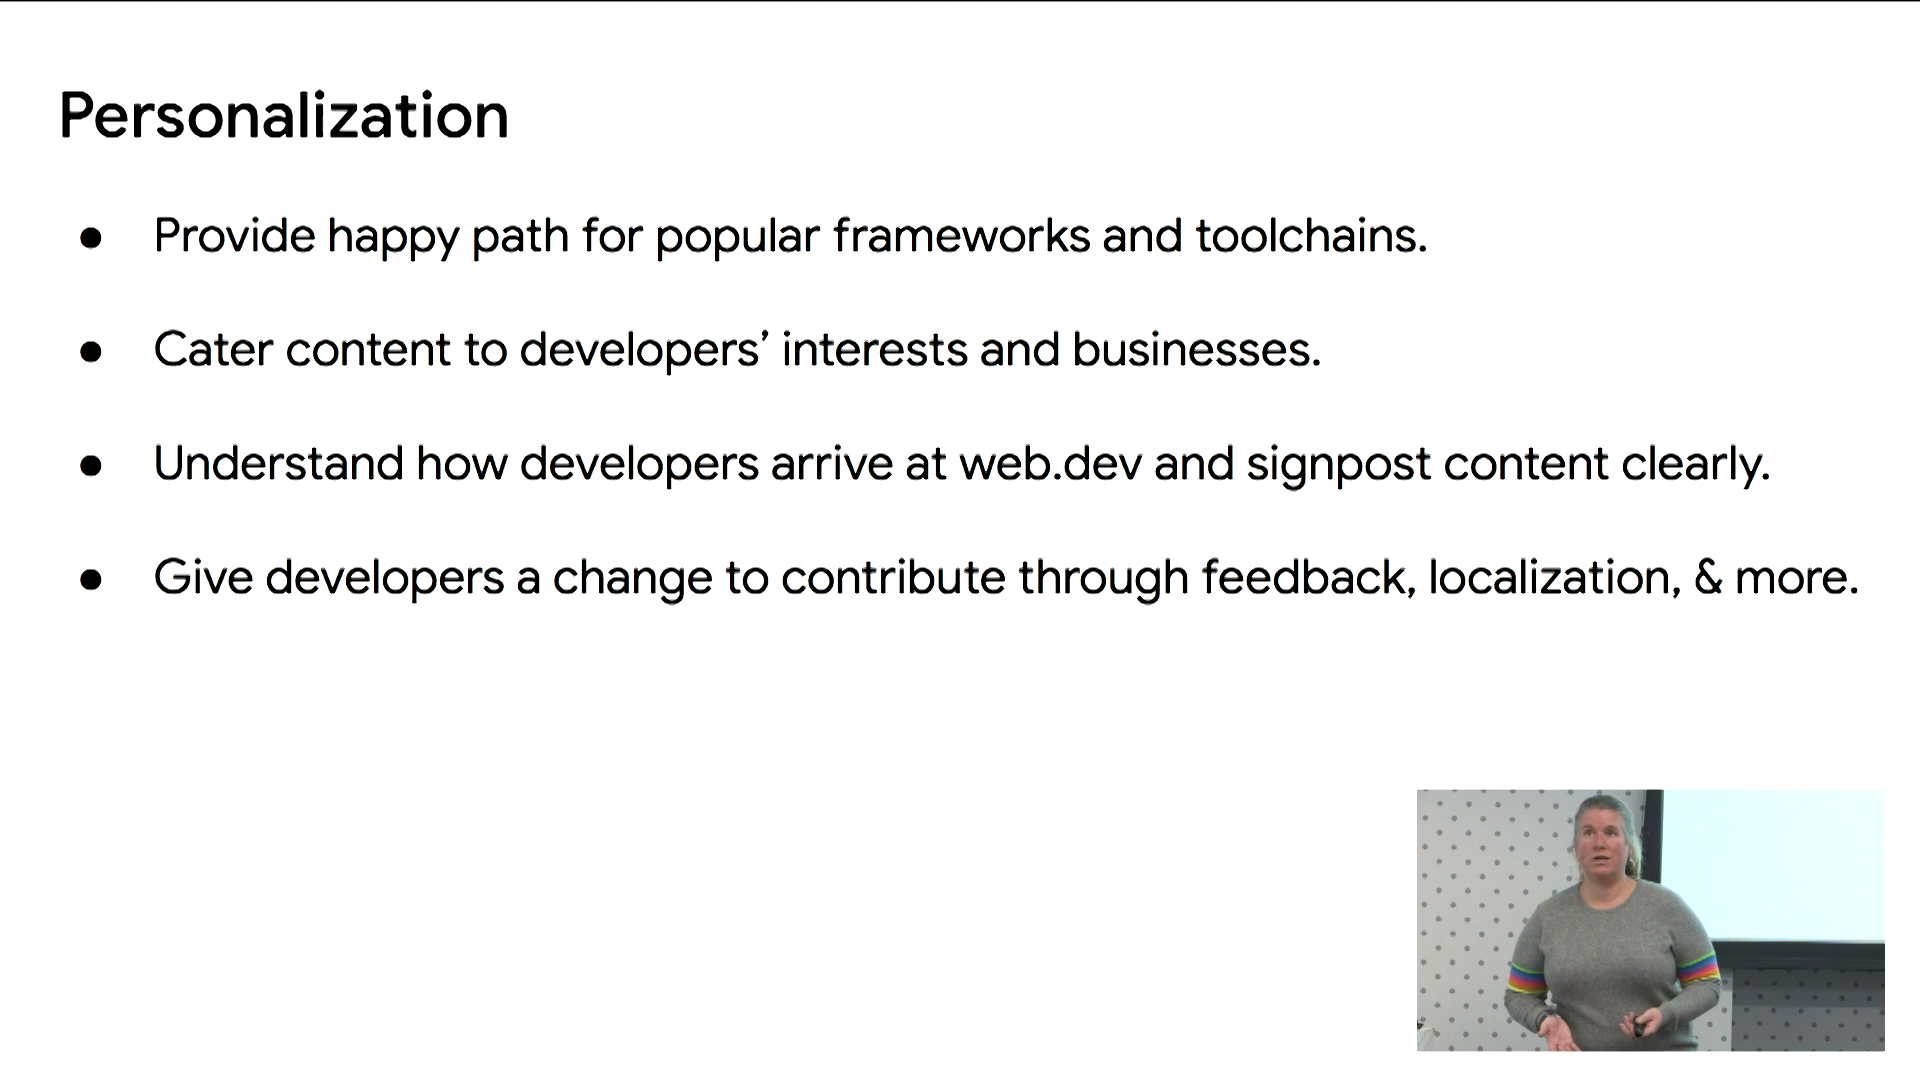 Personalization
● Provide happy path for popular frameworks and toolchains.
● Cater content to developers’ interests and businesses.
● Understand how developers arrive at web.dev and signpost content clearly.
● Give developers a change to contribute through feedback, localization, & more.